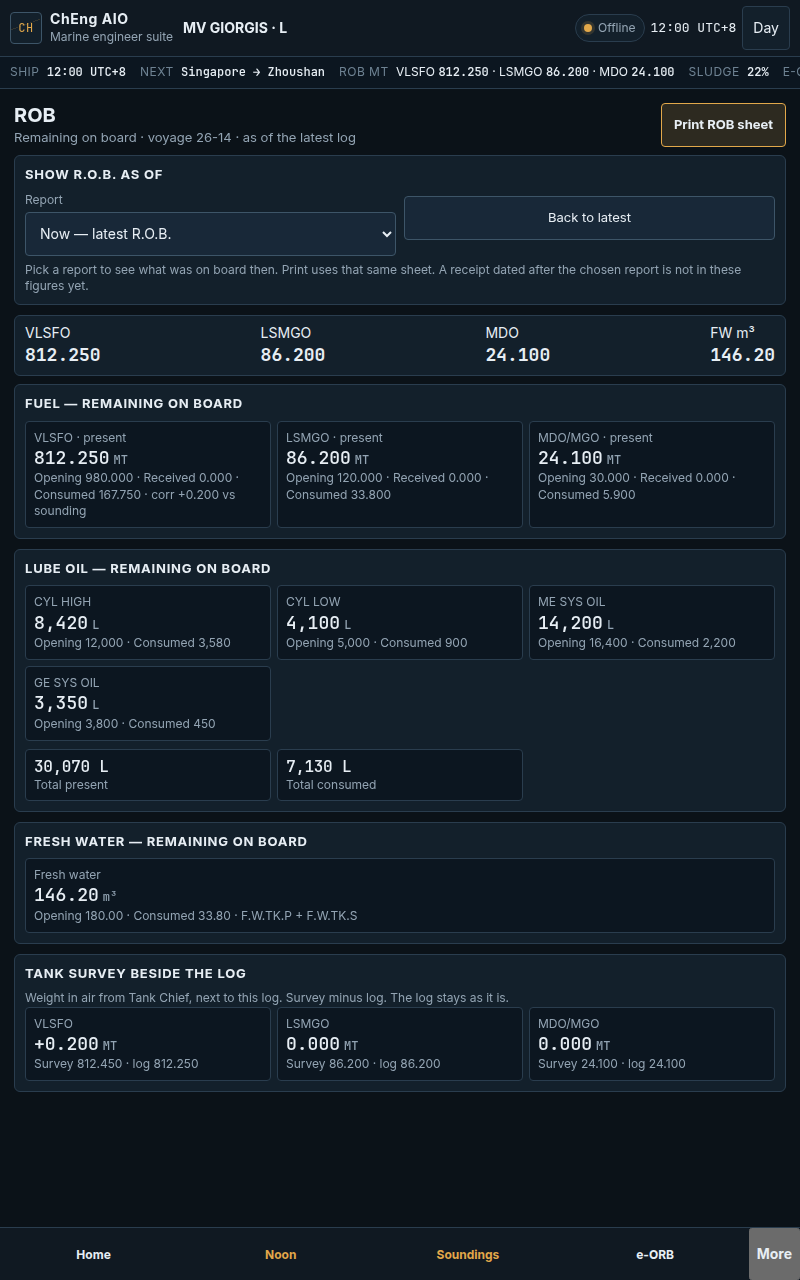 CH
ChEng AIO
Marine engineer suite
MV GIORGIS · L
Offline
12:00 UTC+8
Day
SHIP 12:00 UTC+8 NEXT Singapore → Zhoushan ROB MT VLSFO 812.250 · LSMGO 86.200 · MDO 24.100 SLUDGE 22%
ROB
Remaining on board · voyage 26-14 · as of the latest log
Print ROB sheet
SHOW R.O.B. AS OF
Report
Now — latest R.O.B.
Back to latest
Pick a report to see what was on board then. Print uses that same sheet. A receipt dated after the chosen report is not in these
figures yet.
VLSFO
812.250
LSMGO
86.200
MDO
24.100
FW m³
146.20
FUEL — REMAINING ON BOARD
VLSFO · present
812.250 MT
Opening 980.000 · Received 0.000 ·
Consumed 167.750 · corr +0.200 vs
sounding
LSMGO · present
86.200 MT
Opening 120.000 · Received 0.000 ·
Consumed 33.800
MDO/MGO · present
24.100 MT
Opening 30.000 · Received 0.000 ·
Consumed 5.900
LUBE OIL — REMAINING ON BOARD
CYL HIGH
8,420 L
Opening 12,000 · Consumed 3,580
CYL LOW
4,100 L
Opening 5,000 · Consumed 900
ME SYS OIL
14,200 L
Opening 16,400 · Consumed 2,200
GE SYS OIL
3,350 L
Opening 3,800 · Consumed 450
30,070 L
Total present
7,130 L
Total consumed
FRESH WATER — REMAINING ON BOARD
Fresh water
146.20 m³
Opening 180.00 · Consumed 33.80 · F.W.TK.P + F.W.TK.S
TANK SURVEY BESIDE THE LOG
Weight in air from Tank Chief, next to this log. Survey minus log. The log stays as it is.
VLSFO
+0.200 MT
Survey 812.450 · log 812.250
LSMGO
0.000 MT
Survey 86.200 · log 86.200
MDO/MGO
0.000 MT
Survey 24.100 · log 24.100
Home
Noon
Soundings
e-ORB
More